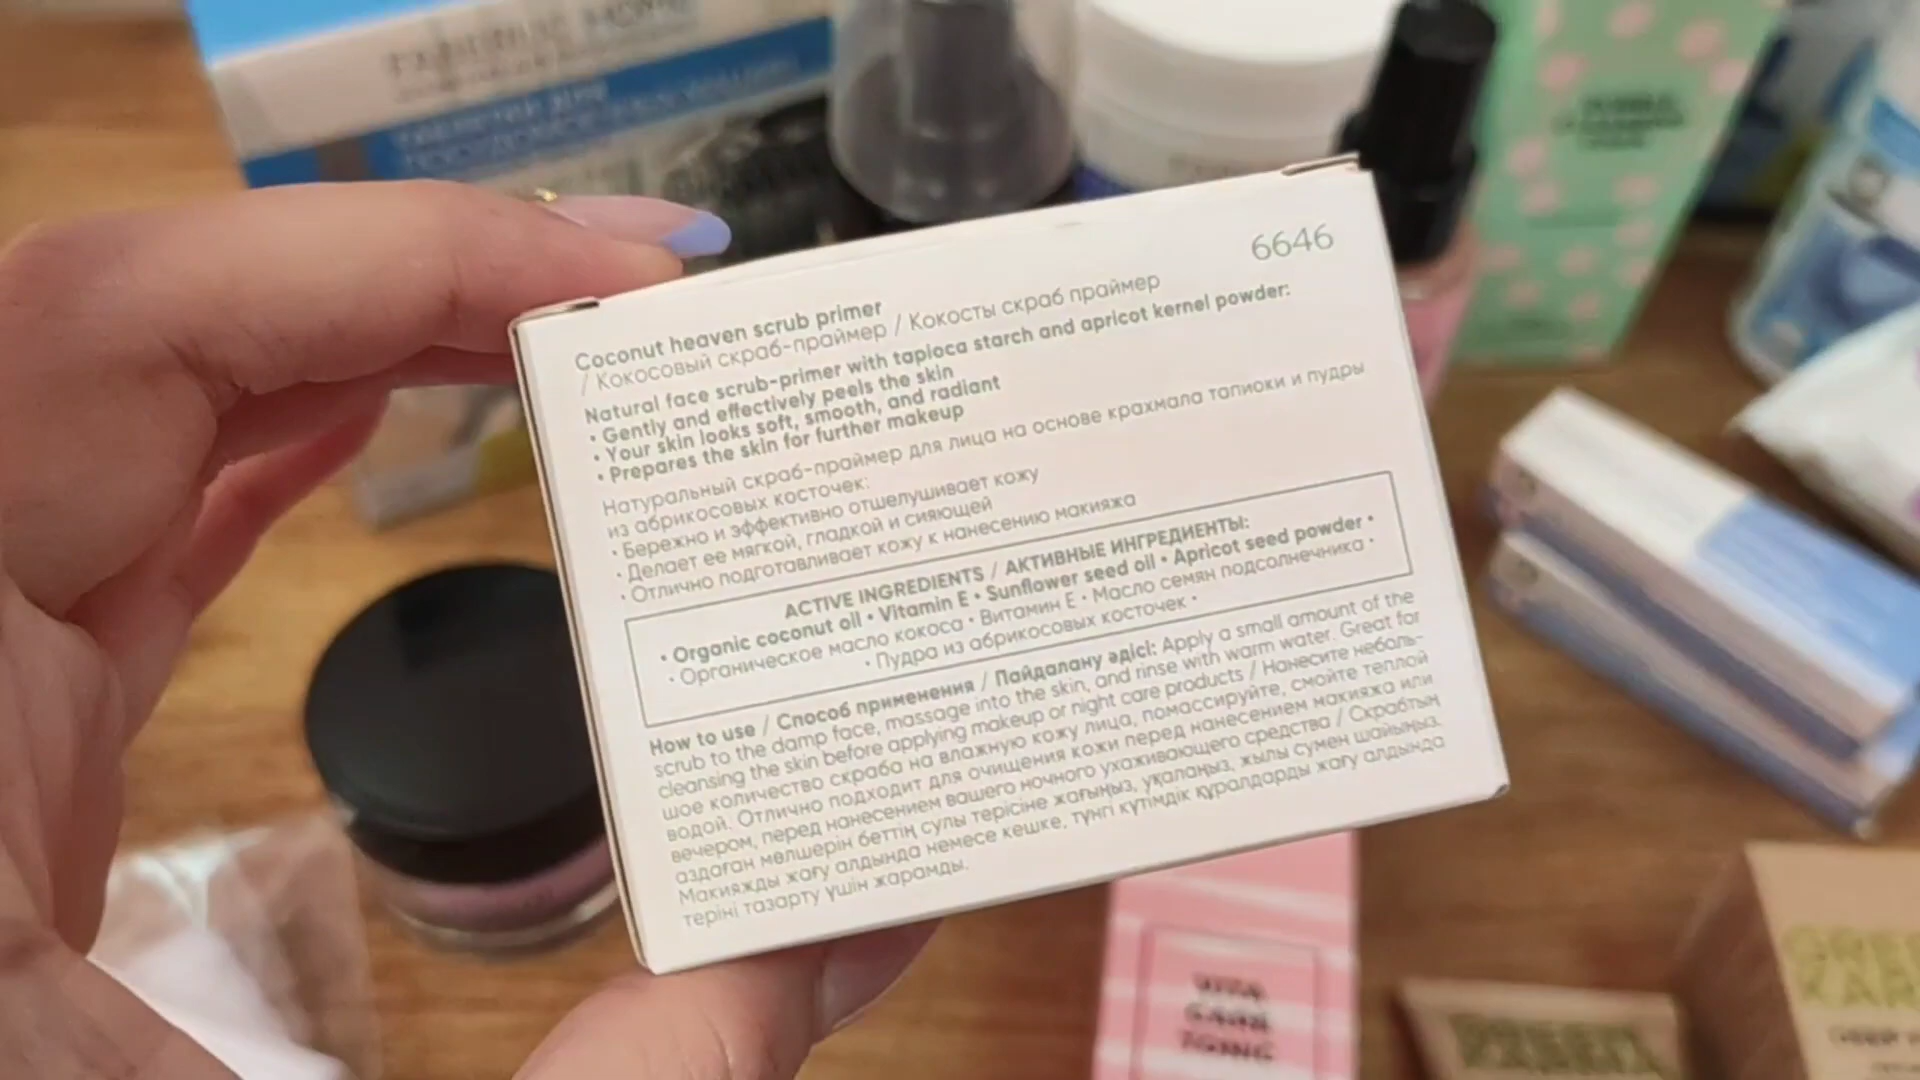 6646
Coconut heaven scrub primer
/ Кокосовый скраб-праймер / Кокосты скраб праймер
Natural face scrub-primer with tapioca starch and apricot kernel powder:
• Gently and effectively peels the skin
• Your skin looks soft, smooth, and radiant
• Prepares the skin for further makeup
Натуральный скраб-праймер для лица на основе крахмала тапиоки и пудры
из абрикосовых косточек:
• Бережно и эффективно отшелушивает кожу
• Делает ее мягкой, гладкой и сияющей
• Отлично подготавливает кожу к нанесению макияжа
ACTIVE INGREDIENTS / АКТИВНЫЕ ИНГРЕДИЕНТЫ:
• Organic coconut oil • Vitamin E • Sunflower seed oil • Apricot seed powder •
• Органическое масло кокоса • Витамин Е • Масло семян подсолнечника •
• Пудра из абрикосовых косточек •
How to use / Способ применения / Пайдалану әдісі: Apply a small amount of the
scrub to the damp face, massage into the skin, and rinse with warm water. Great for
cleansing the skin before applying makeup or night care products / Нанесите неболь-
шое количество скраба на влажную кожу лица, помассируйте, смойте теплой
водой. Отлично подходит для очищения кожи перед нанесением макияжа или
вечером, перед нанесением вашего ночного ухаживающего средства / Скрабтың
аздаған мөлшерін беттің сулы терісіне жағыңыз, уқалаңыз, жылы сумен шайыңыз.
Макияжды жағу алдында немесе кешке, түнгі күтімдік құралдарды жағу алдында
теріні тазарту үшін жарамды.
VITA
CARE
TONIC